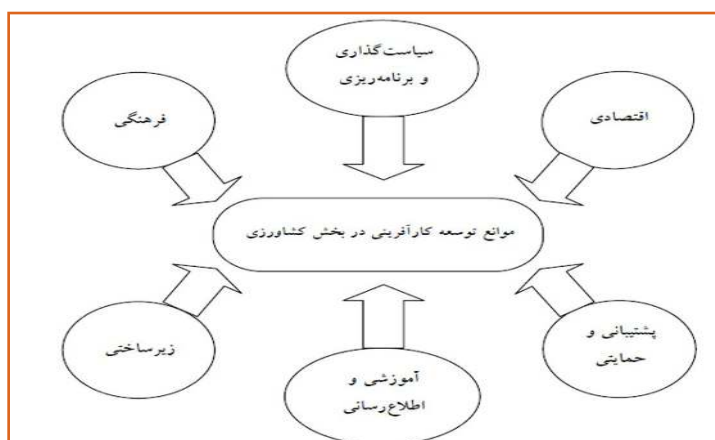 سیاست‌گذاری
و برنامه‌ریزی
اقتصادی
فرهنگی
موانع توسعه کارآفرینی در بخش کشاورزی
پشتیبانی و
حمایتی
زیرساختی
آموزشی و
اطلاع‌رسانی